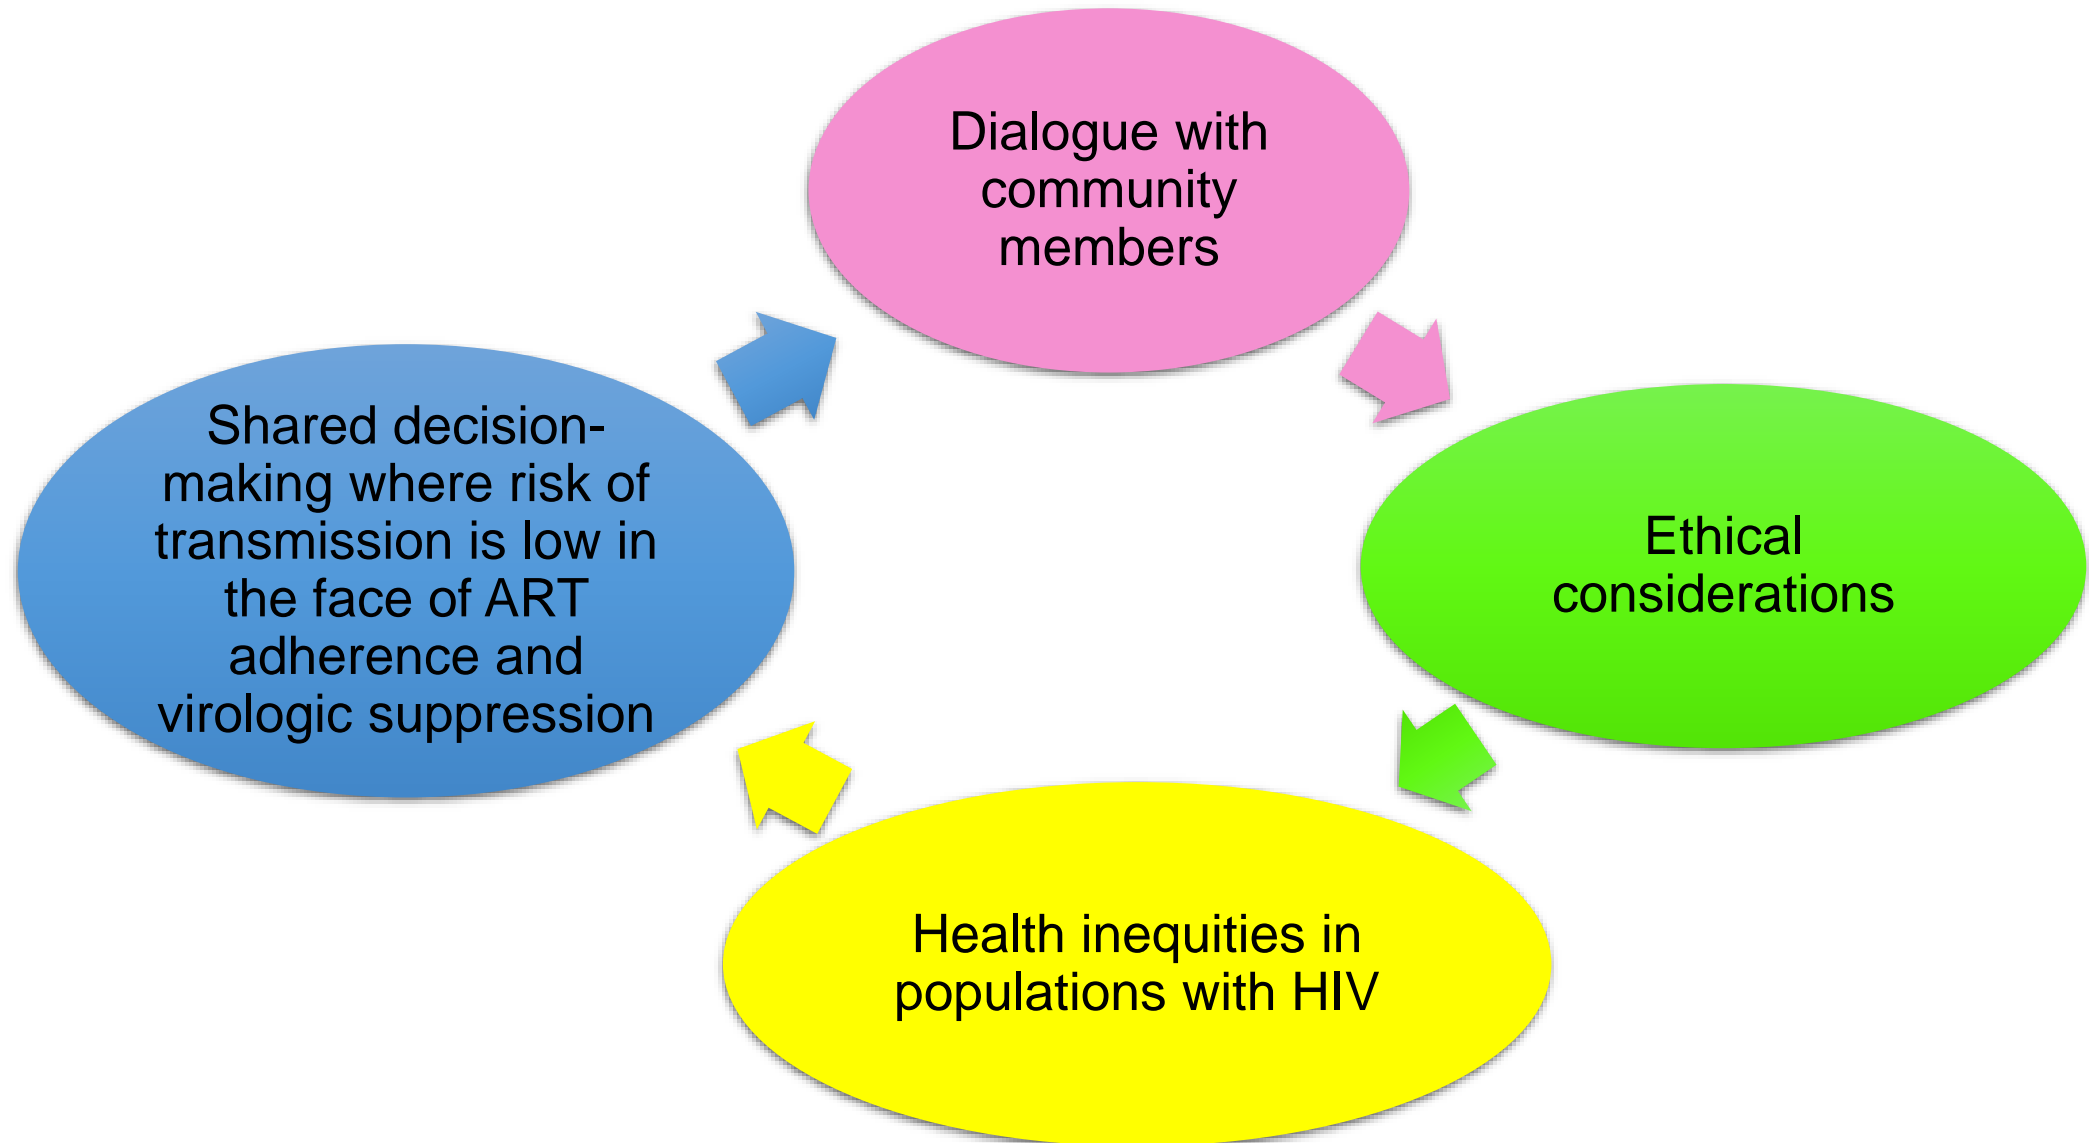 Dialogue with
community
members
Ethical
considerations
Health inequities in
populations with HIV
Shared decision-
making where risk of
transmission is low in
the face of ART
adherence and
virologic suppression